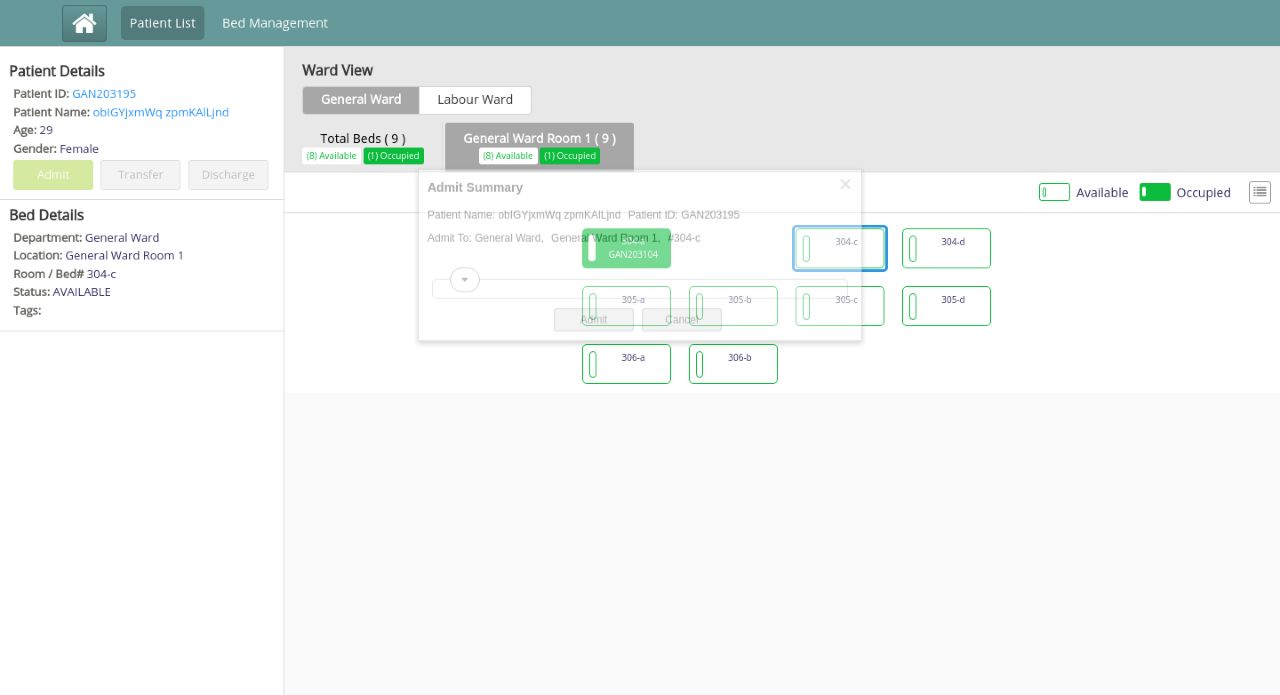 Patient List
Bed Management
Patient Details
Patient ID: GAN203195
Patient Name: obIGYjxmWq zpmKAlLjnd
Age: 29
Gender: Female
Admit Transfer Discharge
Bed Details
Department: General Ward
Location: General Ward Room 1
Room / Bed# 304-c
Status: AVAILABLE
Tags:
Ward View
General Ward Labour Ward
Total Beds ( 9 ) General Ward Room 1 ( 9 )
(8) Available (1) Occupied (8) Available (1) Occupied
Available Occupied
Admit Summary
Patient Name: obIGYjxmWq zpmKAlLjnd Patient ID: GAN203195
Admit To: General Ward, General Ward Room 1, #304-c
Admit Cancel
GAN203104
304-c 304-d
305-a 305-b 305-c 305-d
306-a 306-b